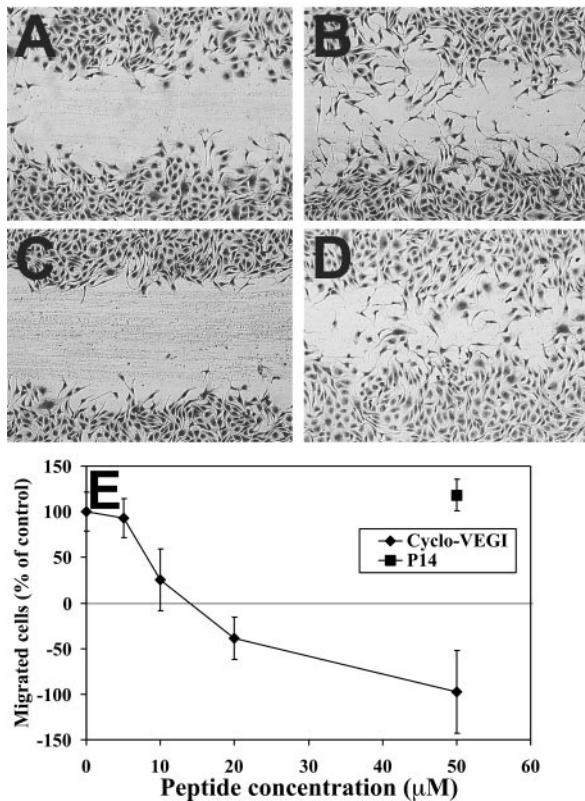 A
B
C
D
E
150
100
50
0
-50
-100
-150
Migrated cells (% of control)
Cyclo-VEGI
P14
0 10 20 30 40 50 60
Peptide concentration (μM)